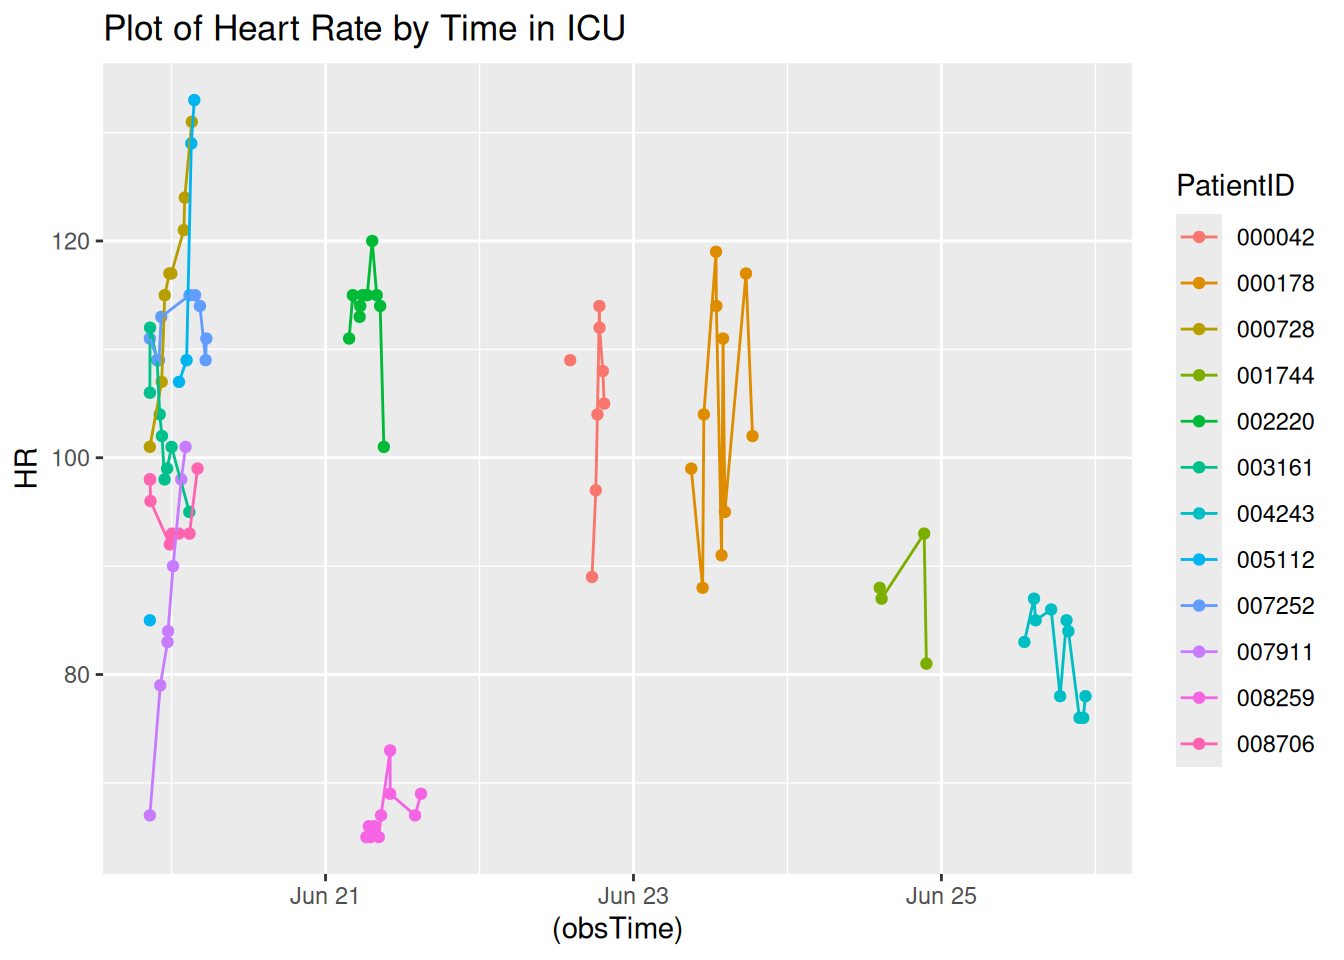 Plot of Heart Rate by Time in ICU
HR
120
100
80
Jun 21
Jun 23
Jun 25
(obsTime)
PatientID
000042
000178
000728
001744
002220
003161
004243
005112
007252
007911
008259
008706